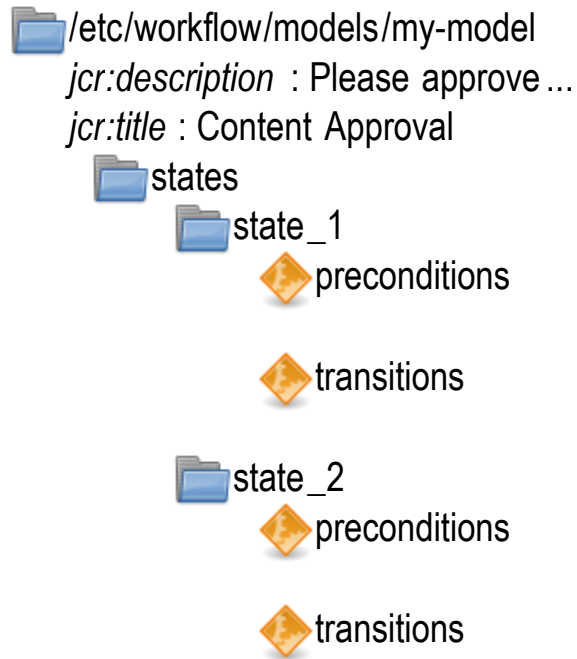 /etc/workflow/models/my-model
jcr:description : Please approve ...
jcr:title : Content Approval
states
state_1
preconditions
transitions
state_2
preconditions
transitions